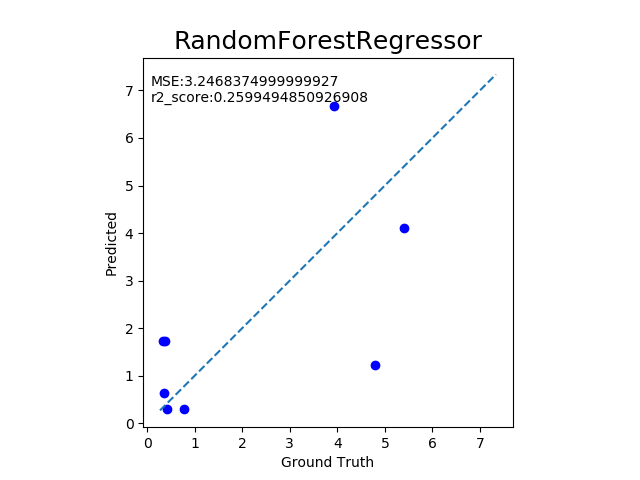 RandomForestRegressor
MSE:3.2468374999999927
r2_score:0.2599494850926908
7
6
5
4
3
2
1
0
Predicted
0 1 2 3 4 5 6 7
Ground Truth